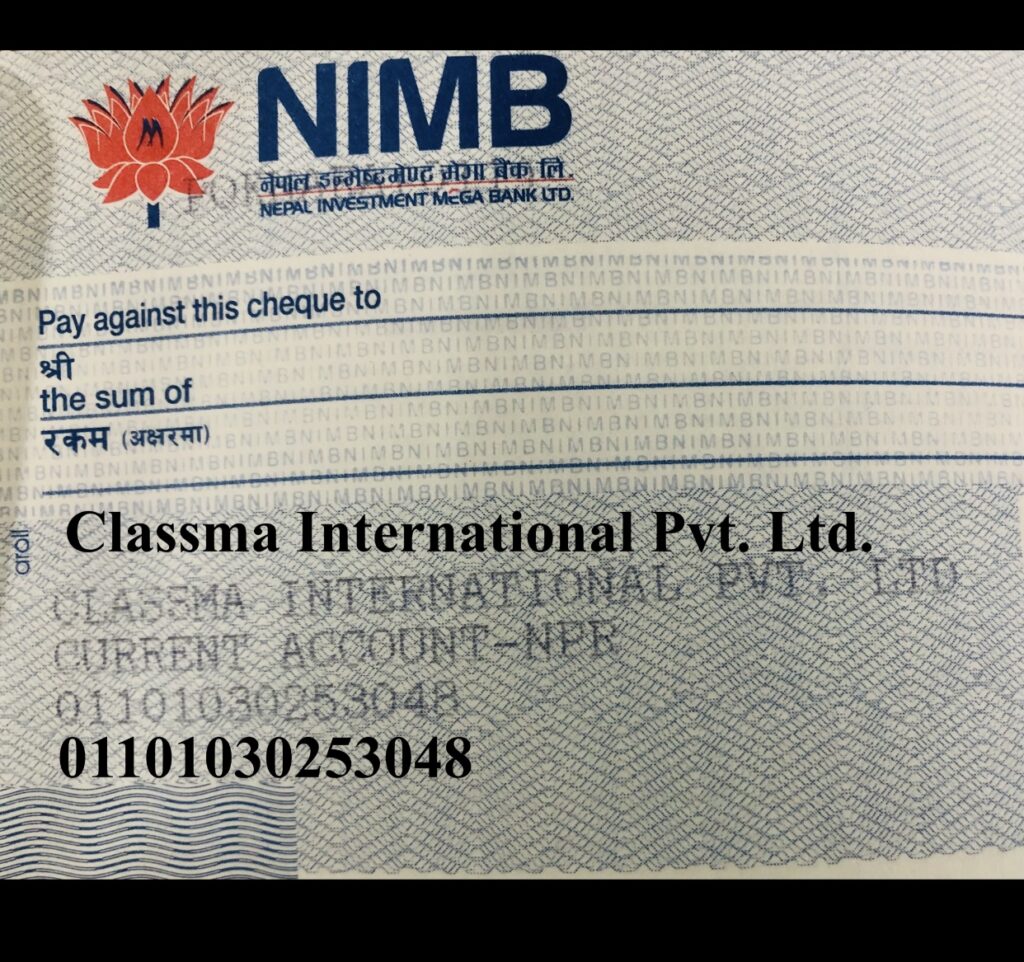 NIMB
नेपाल इन्भेष्टमेण्ट मेगा बैंक लि.
NEPAL INVESTMENT MEGA BANK LTD.
Pay against this cheque to
श्री
the sum of
रकम (अक्षरमा)
Classma International Pvt. Ltd.
CLASSMA INTERNATIONAL PVT. LTD
CURRENT ACCOUNT-NPR
01101030253048
01101030253048